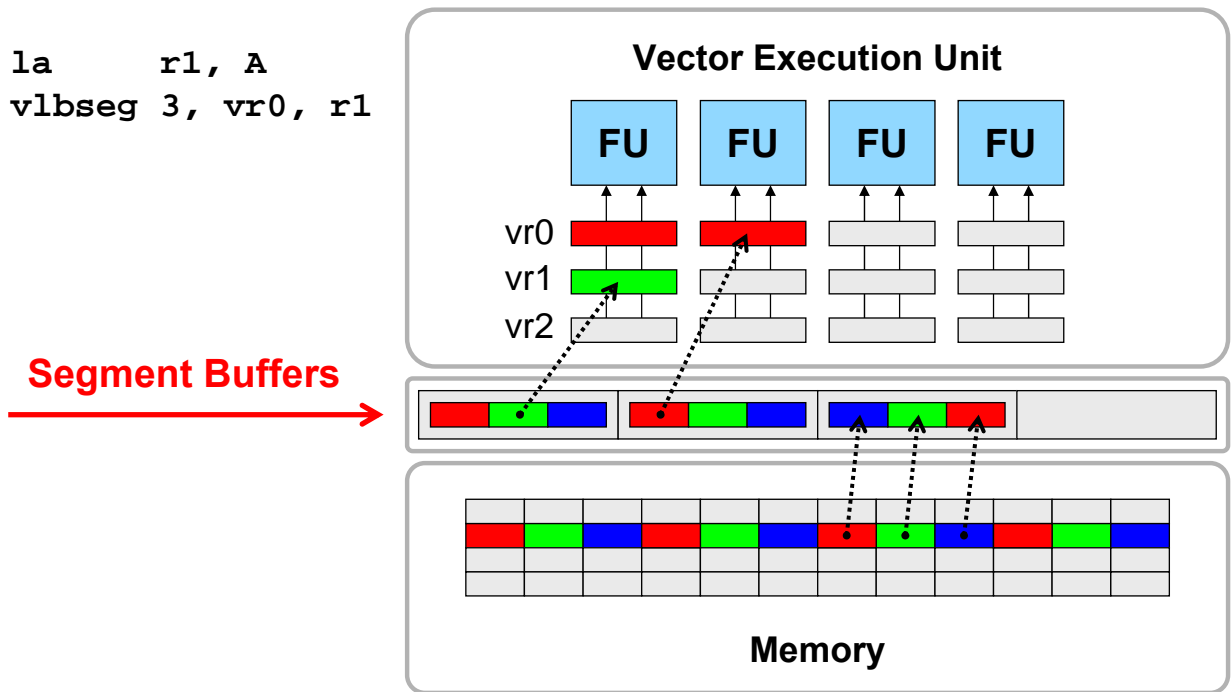 la r1, A
vlbseg 3, vr0, r1
Vector Execution Unit
FU FU FU FU
vr0
vr1
vr2
Segment Buffers
Memory